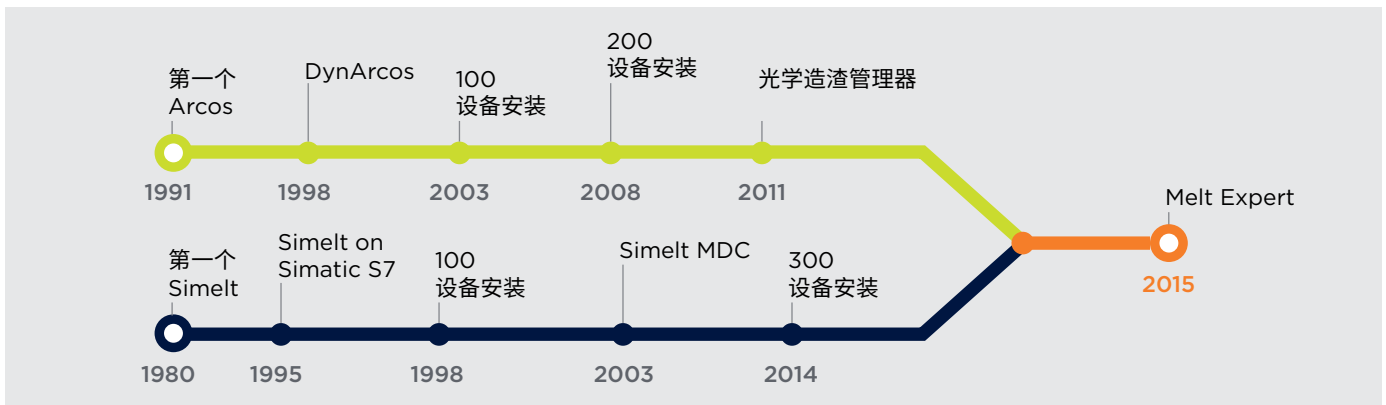 第一个
Arcos
DynArcos
100
设备安装
200
设备安装
光学造渣管理器
1991
1998
2003
2008
2011
Melt Expert
2015
第一个
Simelt
Simelt on
Simatic S7
100
设备安装
Simelt MDC
300
设备安装
1980
1995
1998
2003
2014